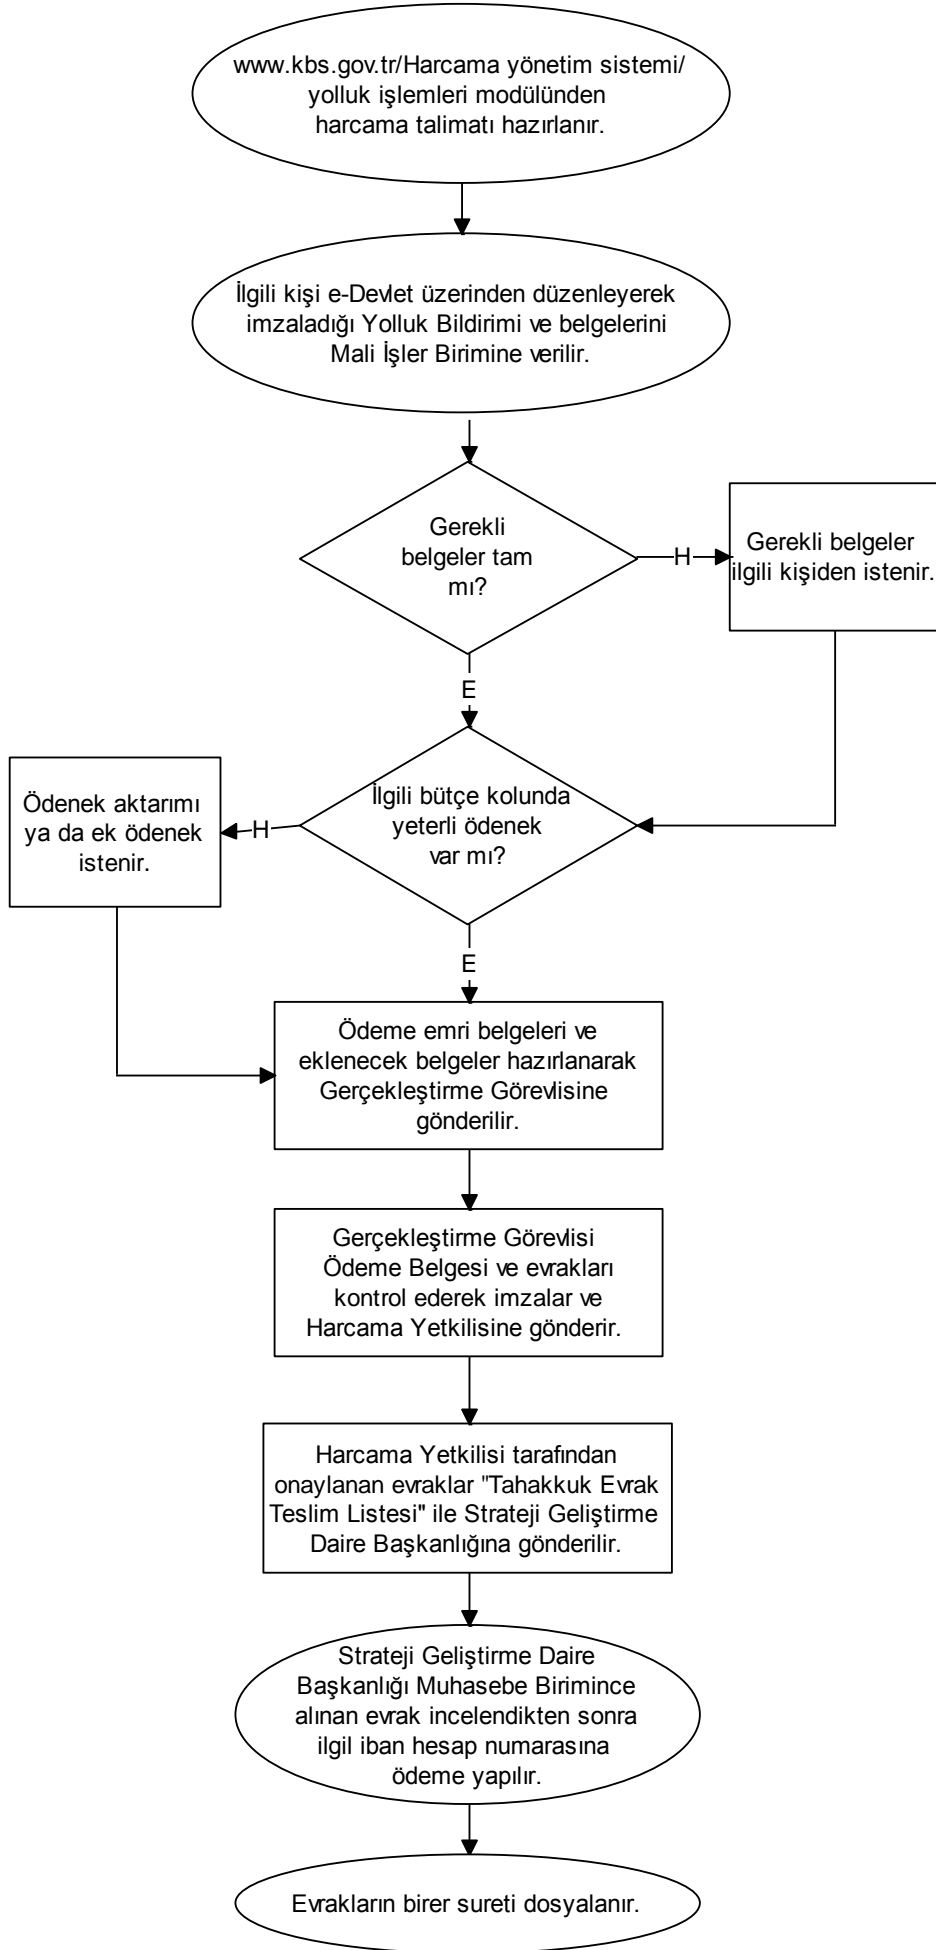 www.kbs.gov.tr/Harcama yönetim sistemi/
yolluk işlemleri modülünden
harcama talimatı hazırlanır.
İlgili kişi e-Devlet üzerinden düzenleyerek
imzaladığı Yolluk Bildirimi ve belgelerini
Mali İşler Birimine verilir.
Gerekli
belgeler tam
mı?
H
Gerekli belgeler
ilgili kişiden istenir.
E
İlgili bütçe kolunda
yeterli ödenek
var mı?
H
Ödenek aktarımı
ya da ek ödenek
istenir.
E
Ödeme emri belgeleri ve
eklenecek belgeler hazırlanarak
Gerçekleştirme Görevlisine
gönderilir.
Gerçekleştirme Görevlisi
Ödeme Belgesi ve evrakları
kontrol ederek imzalar ve
Harcama Yetkilisine gönderir.
Harcama Yetkilisi tarafından
onaylanan evraklar "Tahakkuk Evrak
Teslim Listesi" ile Strateji Geliştirme
Daire Başkanlığına gönderilir.
Strateji Geliştirme Daire
Başkanlığı Muhasebe Birimince
alınan evrak incelendikten sonra
ilgil iban hesap numarasına
ödeme yapılır.
Evrakların birer sureti dosyalanır.